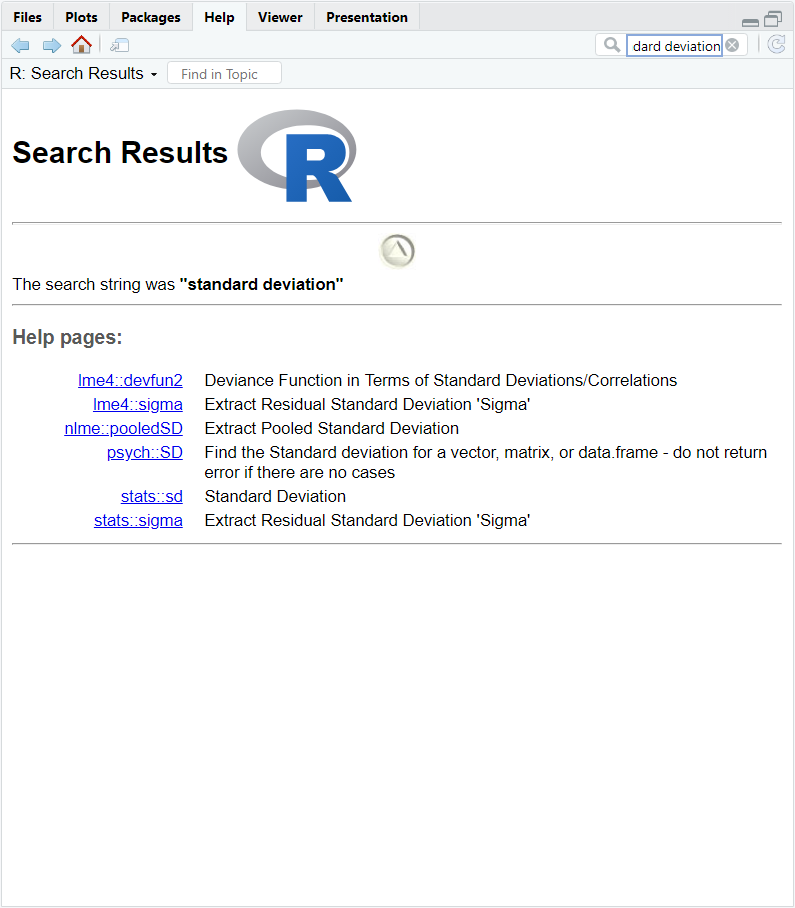 Files Plots Packages Help Viewer Presentation
dard deviation
R: Search Results Find in Topic
Search Results R
The search string was "standard deviation"
Help pages:
lme4::devfun2 Deviance Function in Terms of Standard Deviations/Correlations
lme4::sigma Extract Residual Standard Deviation 'Sigma'
nlme::pooledSD Extract Pooled Standard Deviation
psych::SD Find the Standard deviation for a vector, matrix, or data.frame - do not return
error if there are no cases
stats::sd Standard Deviation
stats::sigma Extract Residual Standard Deviation 'Sigma'